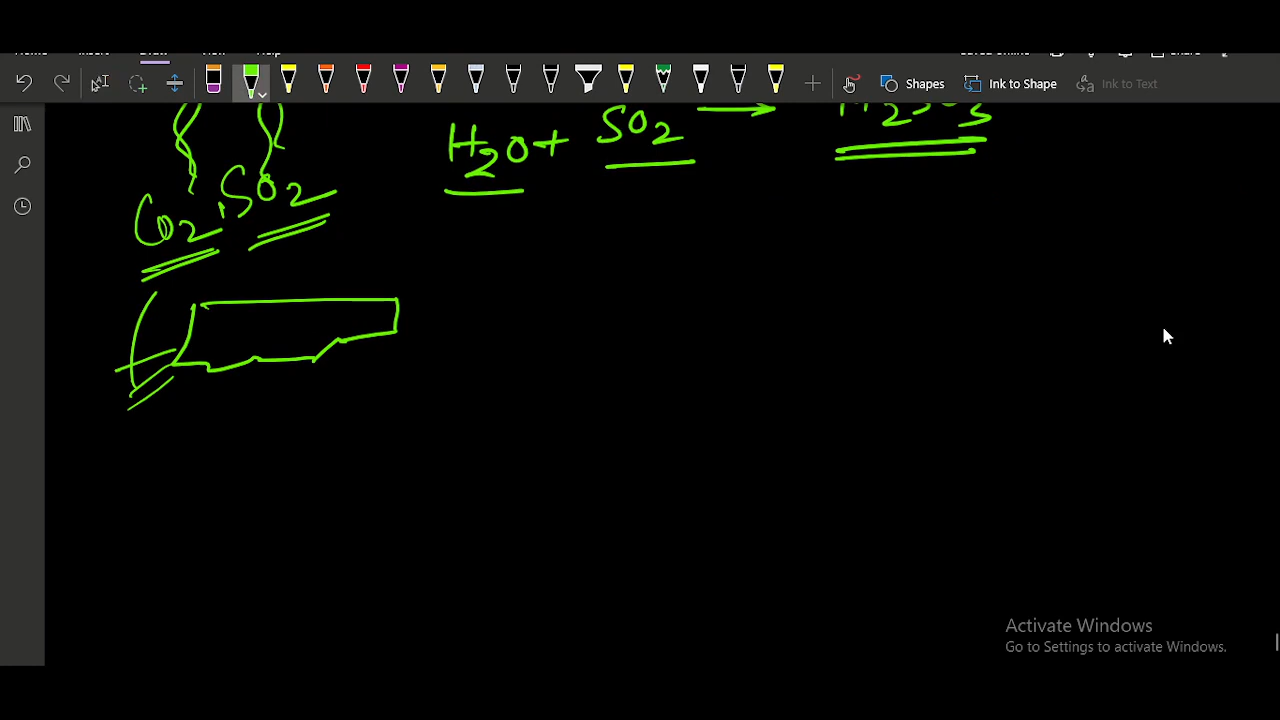 Ink to Shape
Shapes
Ink to Text
H2O + SO2 → H2SO3
CO2, SO2
Activate Windows
Go to Settings to activate Windows.